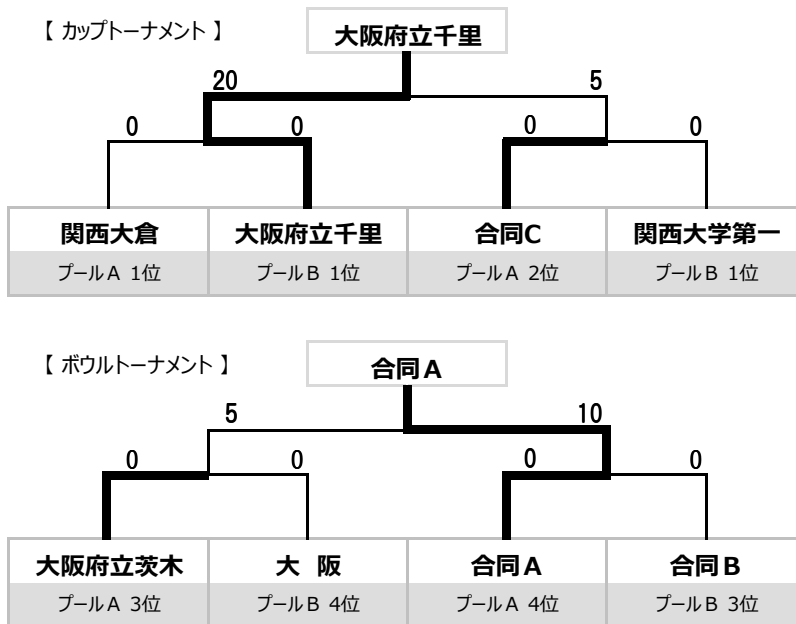 【 カップトーナメント 】
大阪府立千里
20
5
0
0
0
0
関西大倉
大阪府立千里
合同C
関西大学第一
プールA 1位
プールB 1位
プールA 2位
プールB 1位
【 ボウルトーナメント 】
合同A
5
10
0
0
0
0
大阪府立茨木
大 阪
合同A
合同B
プールA 3位
プールB 4位
プールA 4位
プールB 3位